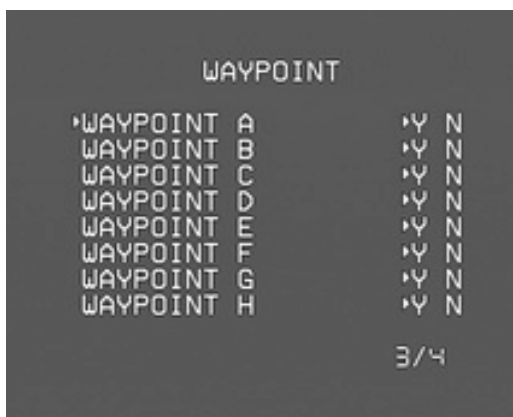 WAYPOINT
‣WAYPOINT A ‣Y N
WAYPOINT B ‣Y N
WAYPOINT C ‣Y N
WAYPOINT D ‣Y N
WAYPOINT E ‣Y N
WAYPOINT F ‣Y N
WAYPOINT G ‣Y N
WAYPOINT H ‣Y N
3/4